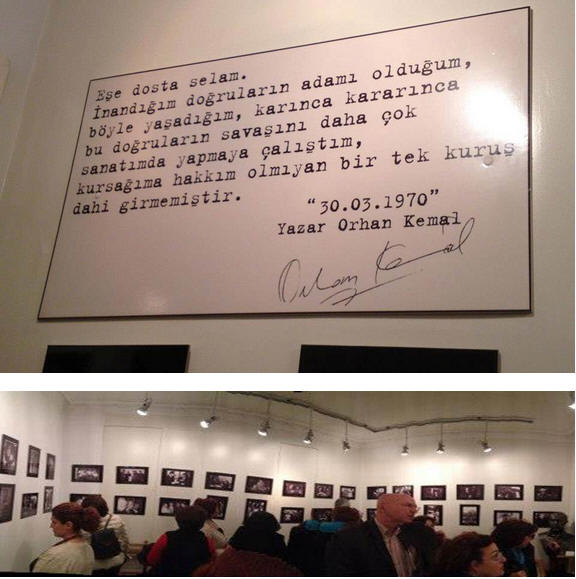 Eşe dosta selam.
İnandığım doğruların adamı olduğum,
böyle yaşadığım, karınca kararınca
bu doğruların savaşını daha çok
sanatımda yapmaya çalıştım,
kursağıma hakkım olmıyan bir tek kuruş
dahi girmemiştir.
“30.03.1970”
Yazar Orhan Kemal
Orhan Kemal